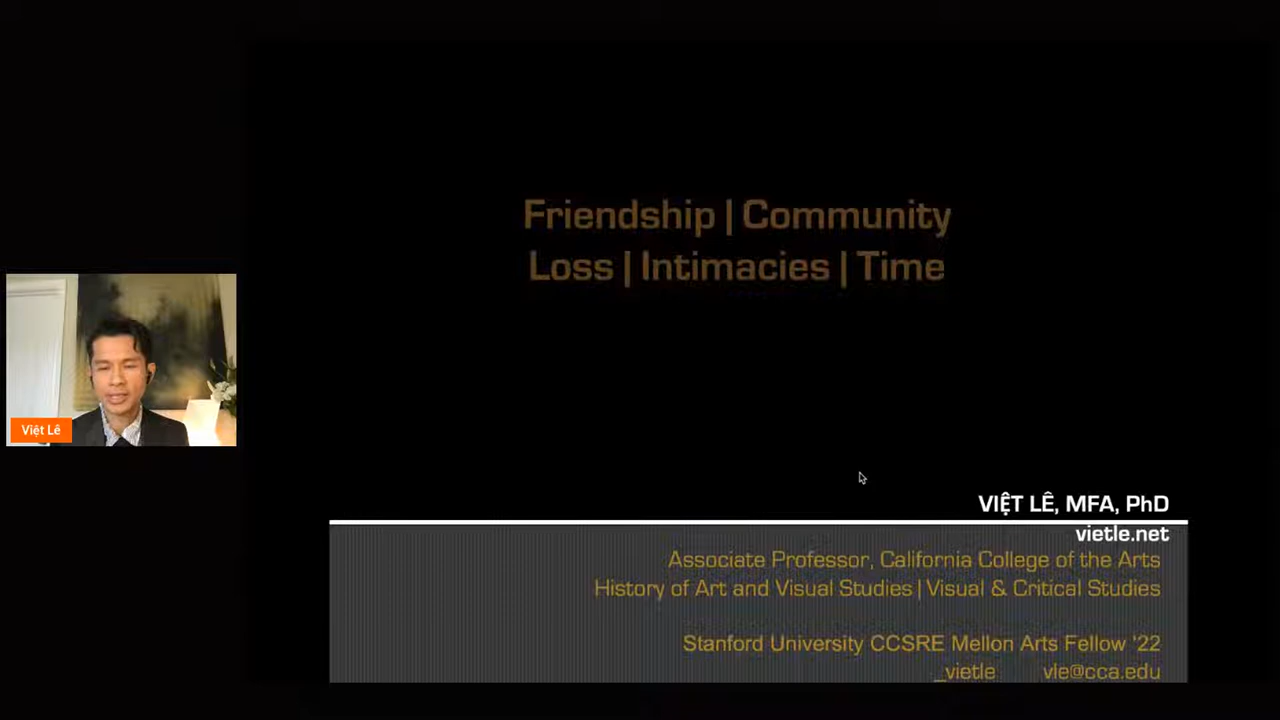 Friendship | Community
Loss | Intimacies | Time
Việt Lê
VIỆT LÊ, MFA, PhD
vietle.net
Associate Professor, California College of the Arts
History of Art and Visual Studies | Visual & Critical Studies
Stanford University CCSRE Mellon Arts Fellow '22
_vietle vle@cca.edu